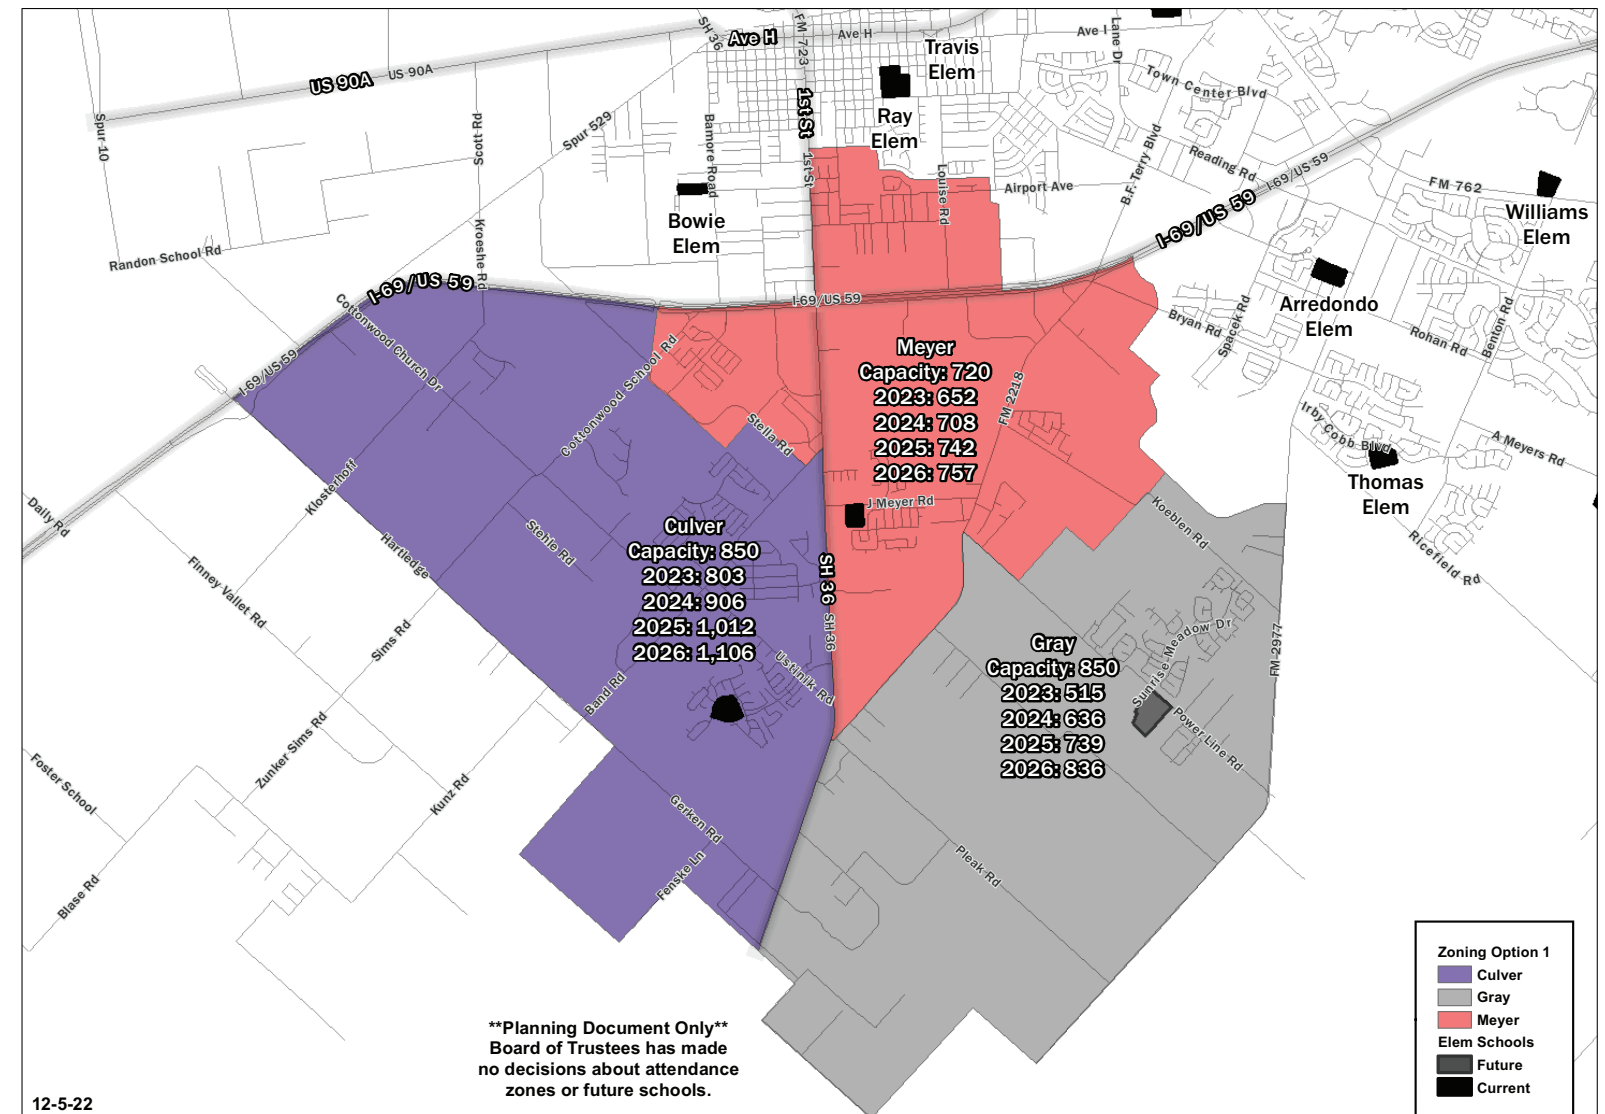 SH 36
Ave H
FM 723
Ave H
Travis
Elem
Ave I
Lane Dr
US 90A
US 90A
Town Center Blvd
1st St
Ray
Elem
Spur 10
Scott Rd
Spur 529
Bamore Road
1st St
Louise Rd
Airport Ave
B.F. Terry Blvd
Reading Rd
I-69/US 59
FM 762
Williams
Elem
Bowie
Elem
I-69/US 59
Randon School Rd
Kroeshe Rd
I-69/US 59
Cottonwood Church Dr
I-69/US 59
Arredondo
Elem
Bryan Rd
Spacek Rd
Rohan Rd
Benton Rd
I-69/US 59
Cottonwood School Rd
Meyer
Capacity: 720
2023: 652
2024: 708
2025: 742
2026: 757
FM 2218
Stella Rd
Irby Cobb Blvd
A Meyers Rd
Thomas
Elem
Klosterhoff
J Meyer Rd
Daily Rd
Hartledge
Stehle Rd
Culver
Capacity: 850
2023: 803
2024: 906
2025: 1,012
2026: 1,106
SH 36
SH 36
Koeblen Rd
Ricefield Rd
Finney Vallet Rd
Sims Rd
Ustinik Rd
Band Rd
Gray
Capacity: 850
2023: 515
2024: 636
2025: 739
2026: 836
Sunrise Meadow Dr
FM 2977
Power Line Rd
Zunker Sims Rd
Foster School
Kunz Rd
Gerken Rd
Fenske Ln
Pleak Rd
Blase Rd
Zoning Option 1
Culver
Gray
Meyer
Elem Schools
Future
Current
**Planning Document Only**
Board of Trustees has made
no decisions about attendance
zones or future schools.
12-5-22